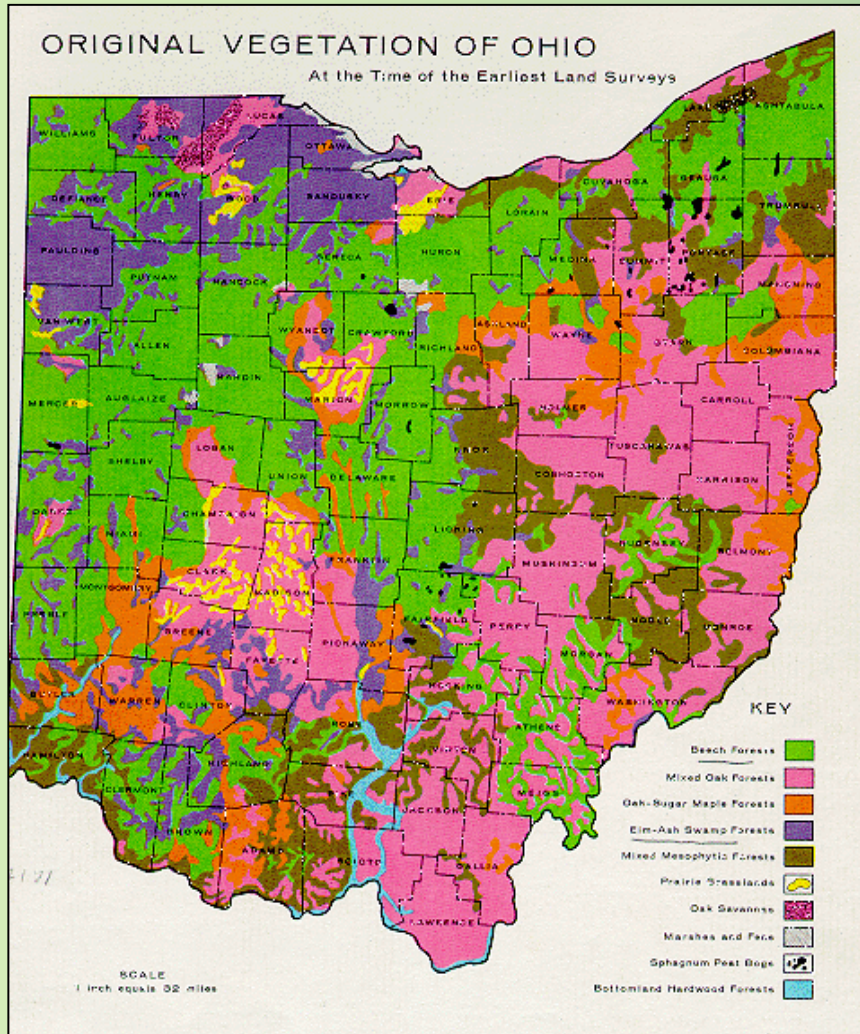 ORIGINAL VEGETATION OF OHIO
At the Time of the Earliest Land Surveys
LAKE
ASHTABULA
WILLIAMS
FULTON
LUCAS
OTTAWA
CUYAHOGA
GEAUGA
DEFIANCE
HENRY
WOOD
SANDUSKY
ERIE
LORAIN
TRUMBULL
PAULDING
SENECA
HURON
MEDINA
SUMMIT
PORTAGE
PUTNAM
HANCOCK
MAHONING
VAN WERT
WYANDOT
CRAWFORD
RICHLAND
ASHLAND
WAYNE
STARK
ALLEN
COLUMBIANA
MERCER
AUGLAIZE
HARDIN
MARION
MORROW
HOLMES
CARROLL
SHELBY
LOGAN
UNION
DELAWARE
KNOX
COSHOCTON
TUSCARAWAS
HARRISON
JEFFERSON
DARKE
MIAMI
CHAMPAIGN
LICKING
MUSKINGUM
GUERNSEY
BELMONT
CLARK
FRANKLIN
PREBLE
MONTGOMERY
MADISON
GREENE
FAYETTE
PICKAWAY
FAIRFIELD
PERRY
NOBLE
MONROE
MORGAN
BUTLER
WARREN
CLINTON
ROSS
HOCKING
ATHENS
WASHINGTON
HAMILTON
CLERMONT
HIGHLAND
VINTON
PIKE
MEIGS
BROWN
ADAMS
SCIOTO
JACKSON
GALLIA
LAWRENCE
KEY
Beech Forests
Mixed Oak Forests
Oak-Sugar Maple Forests
Elm-Ash Swamp Forests
Mixed Mesophytic Forests
Prairie Grasslands
Oak Savannas
Marshes and Fens
Sphagnum Peat Bogs
Bottomland Hardwood Forests
SCALE
1 inch equals 32 miles